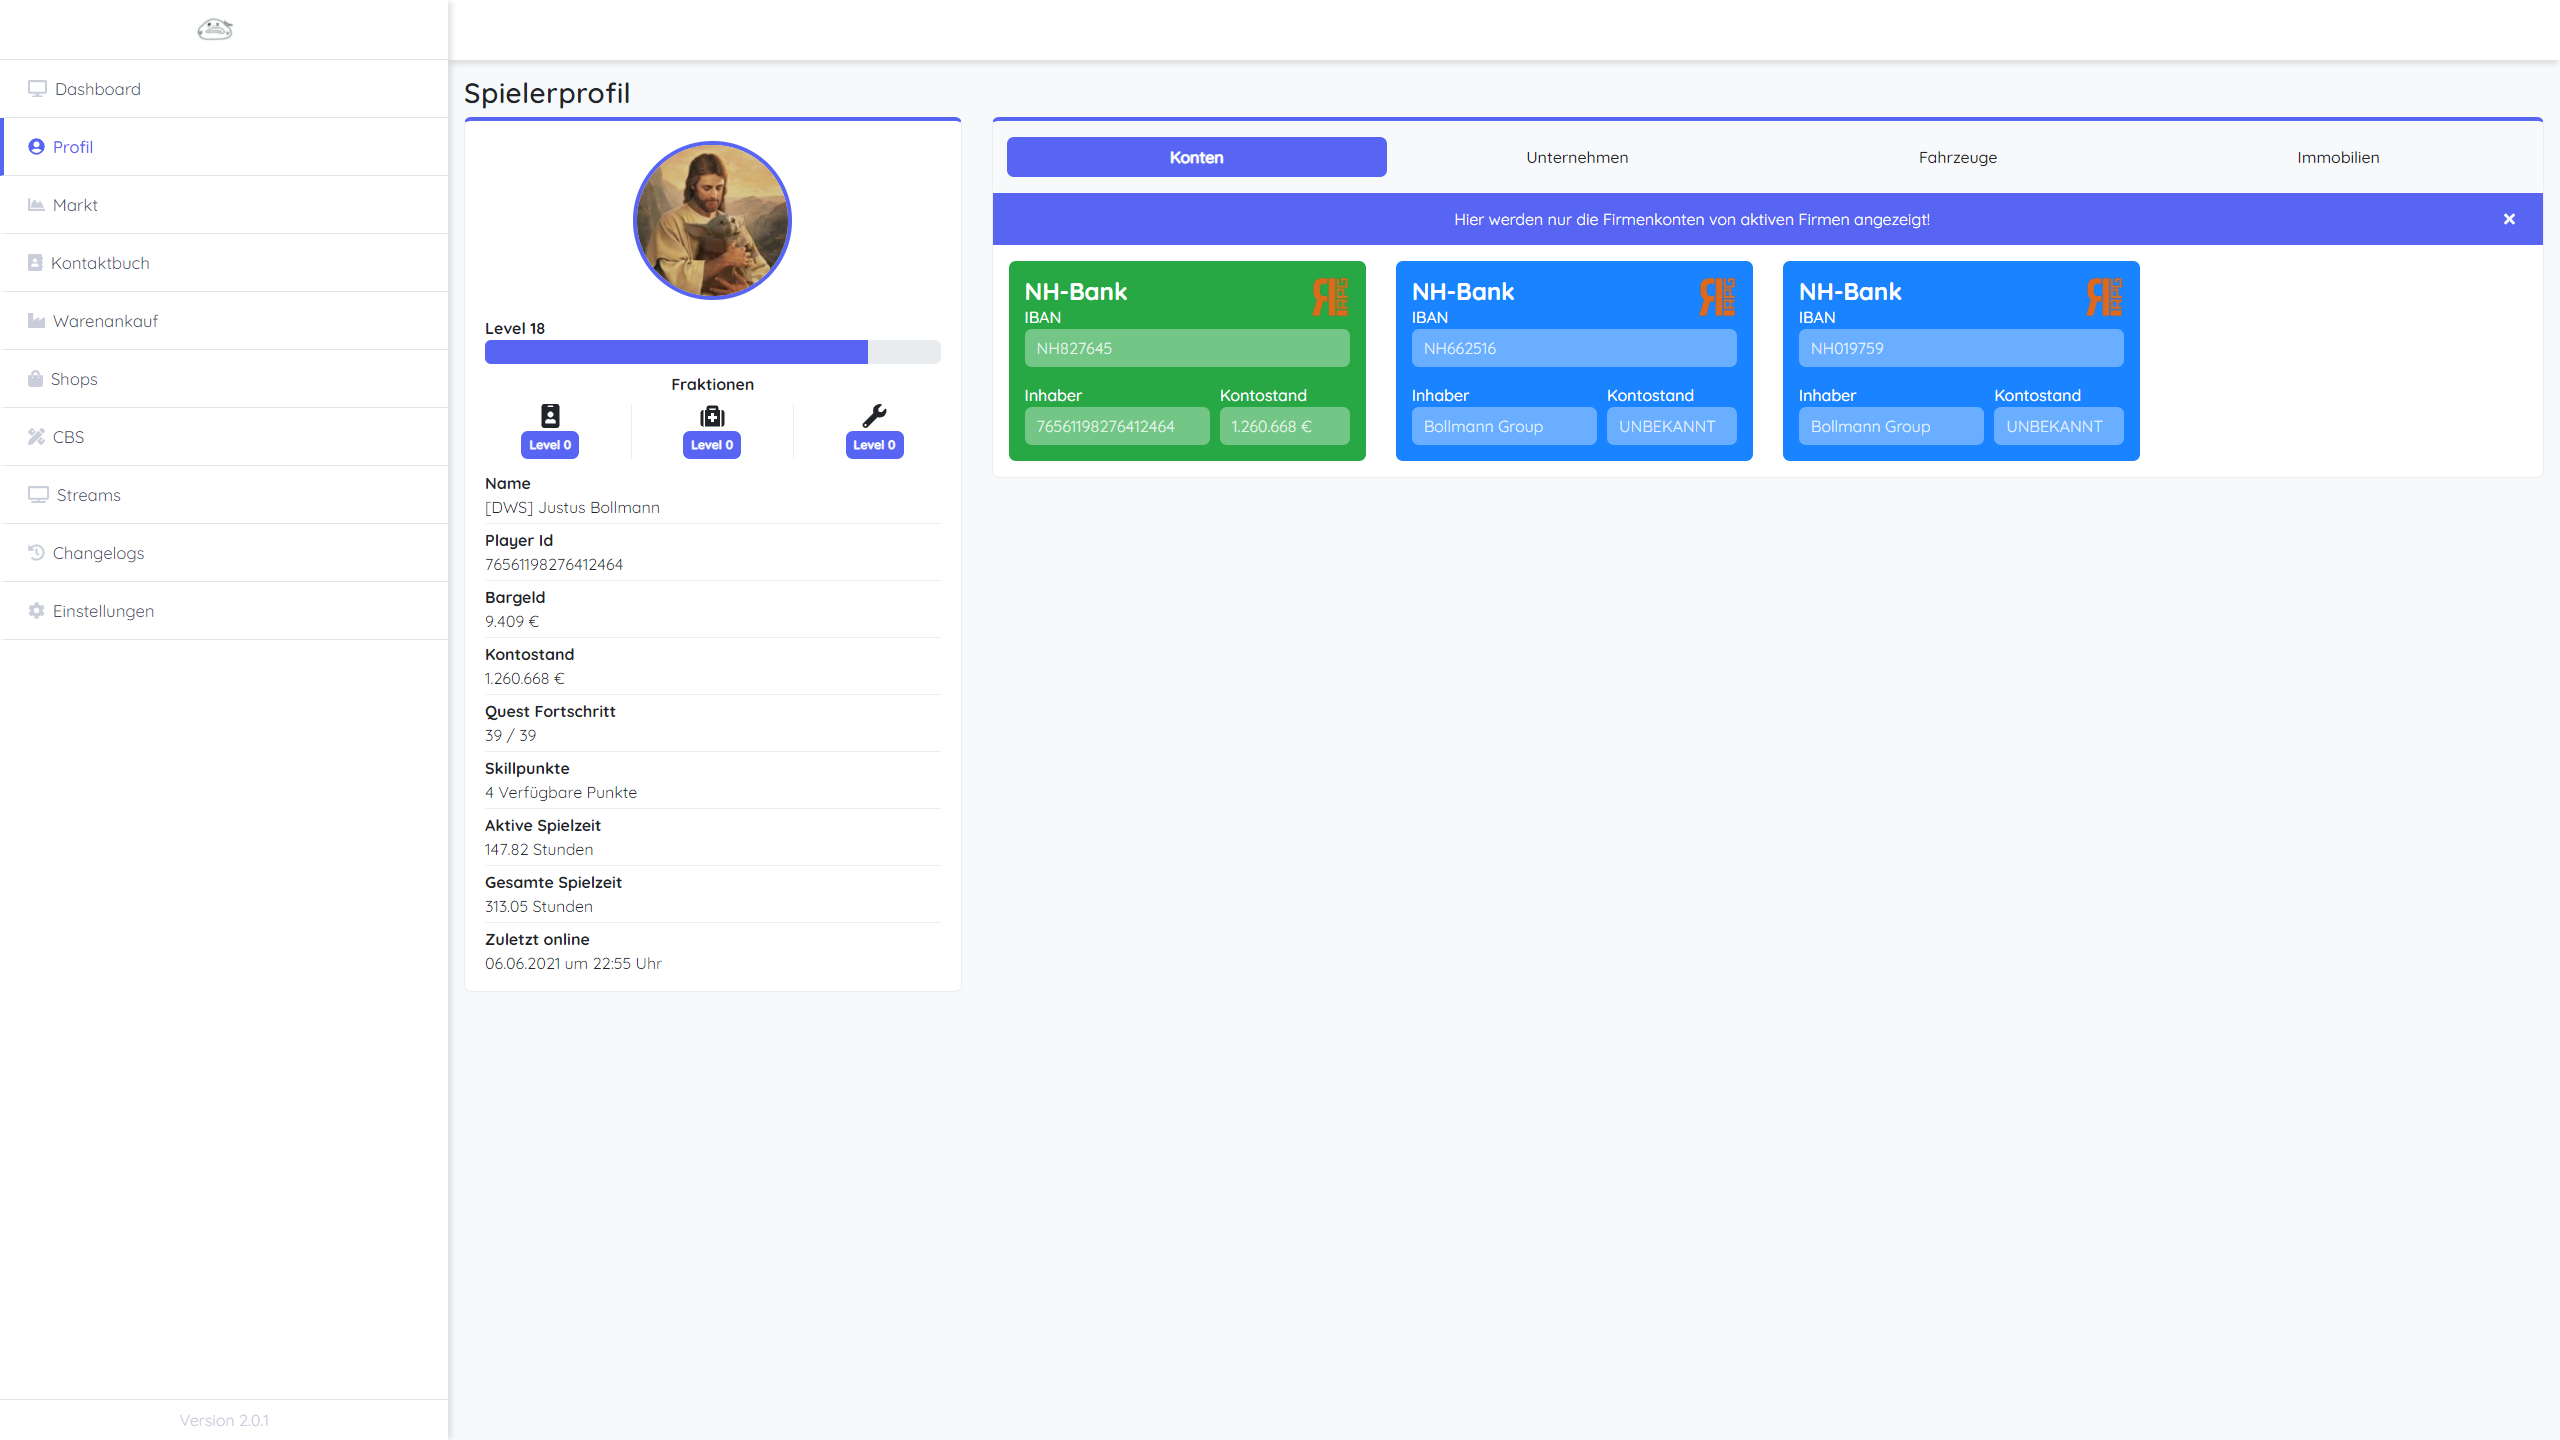 Dashboard
Profil
Markt
Kontaktbuch
Warenankauf
Shops
CBS
Streams
Changelogs
Einstellungen
Version 2.0.1
Spielerprofil
Level 18
Fraktionen
Level 0 Level 0 Level 0
Name
[DWS] Justus Bollmann
Player Id
76561198276412464
Bargeld
9.409 €
Kontostand
1.260.668 €
Quest Fortschritt
39 / 39
Skillpunkte
4 Verfügbare Punkte
Aktive Spielzeit
147.82 Stunden
Gesamte Spielzeit
313.05 Stunden
Zuletzt online
06.06.2021 um 22:55 Uhr
Konten Unternehmen Fahrzeuge Immobilien
Hier werden nur die Firmenkonten von aktiven Firmen angezeigt!
NH-Bank
IBAN
NH827645
Inhaber Kontostand
76561198276412464 1.260.668 €
NH-Bank
IBAN
NH662516
Inhaber Kontostand
Bollmann Group UNBEKANNT
NH-Bank
IBAN
NH019759
Inhaber Kontostand
Bollmann Group UNBEKANNT